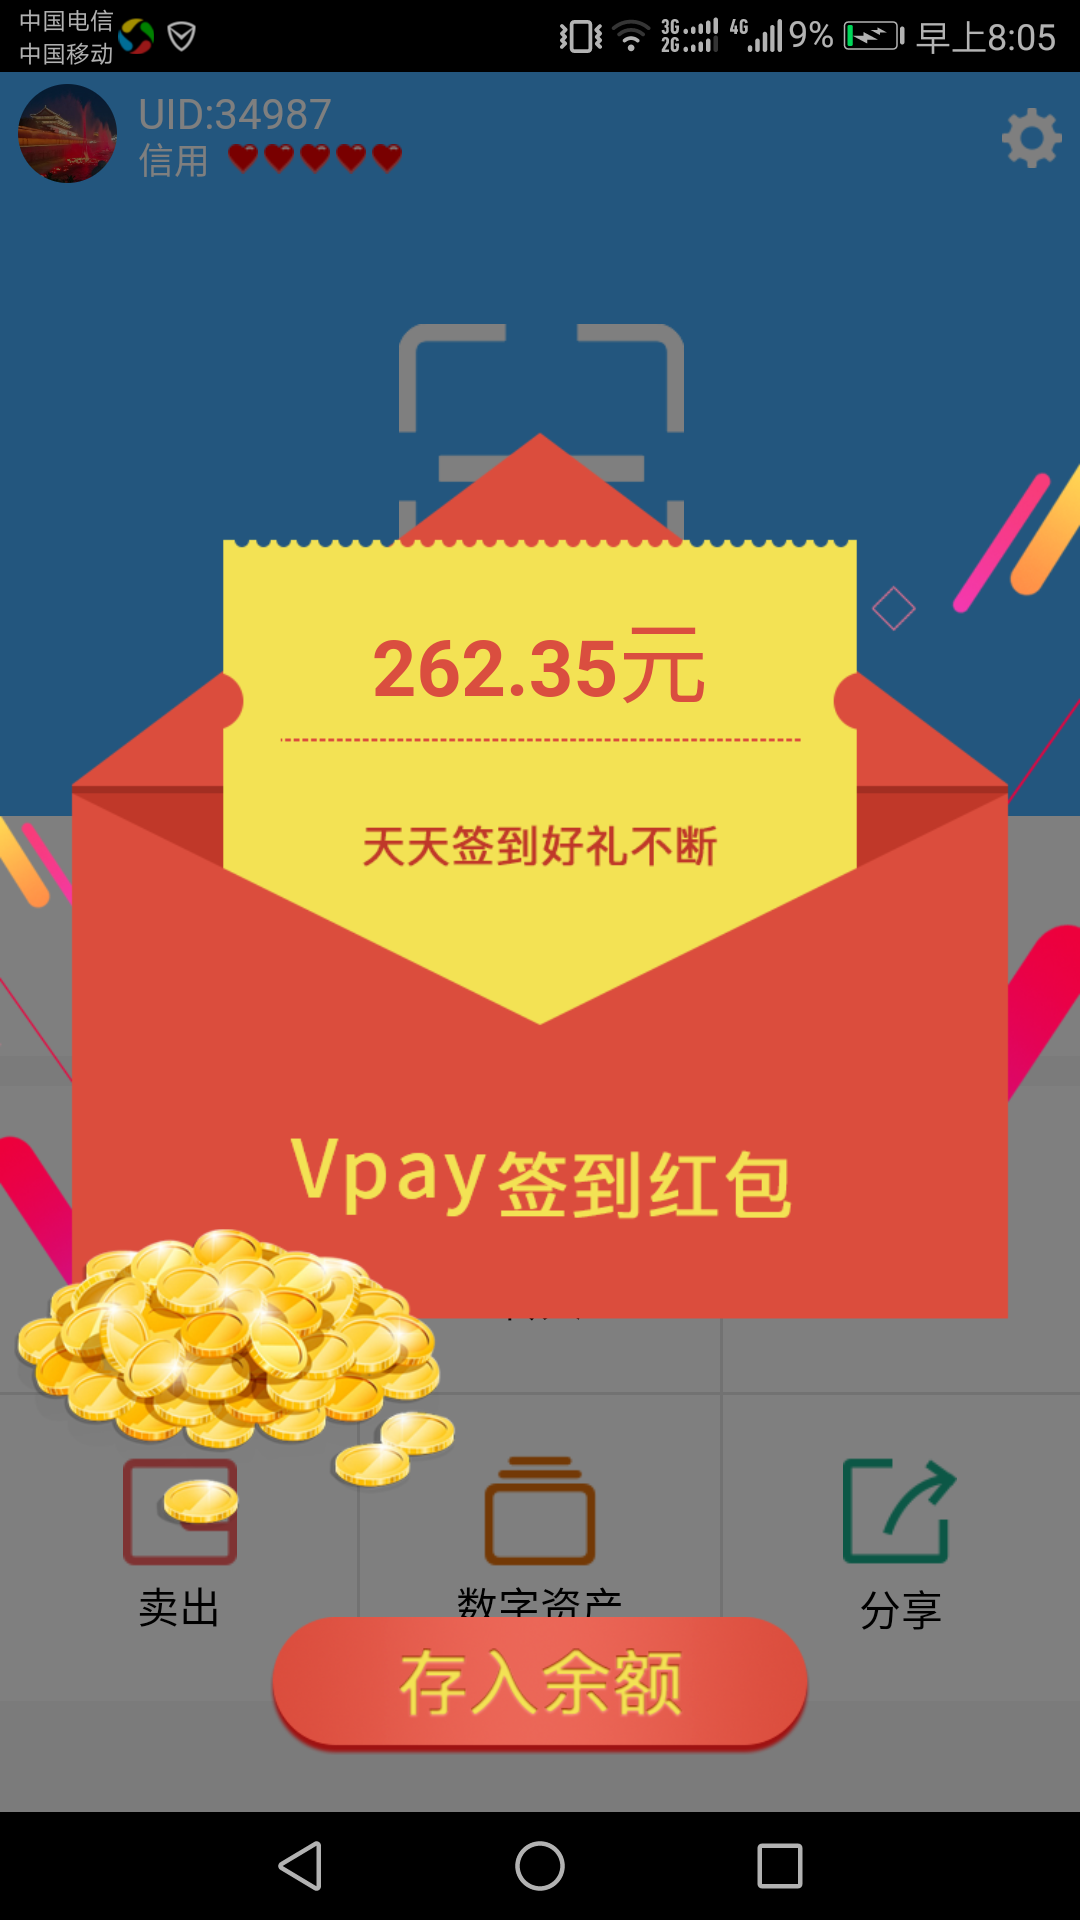 中国电信
中国移动
3G
2G
4G
9%
早上8:05
UID:34987
信用
262.35元
天天签到好礼不断
Vpay签到红包
卖出
数字资产
分享
存入余额